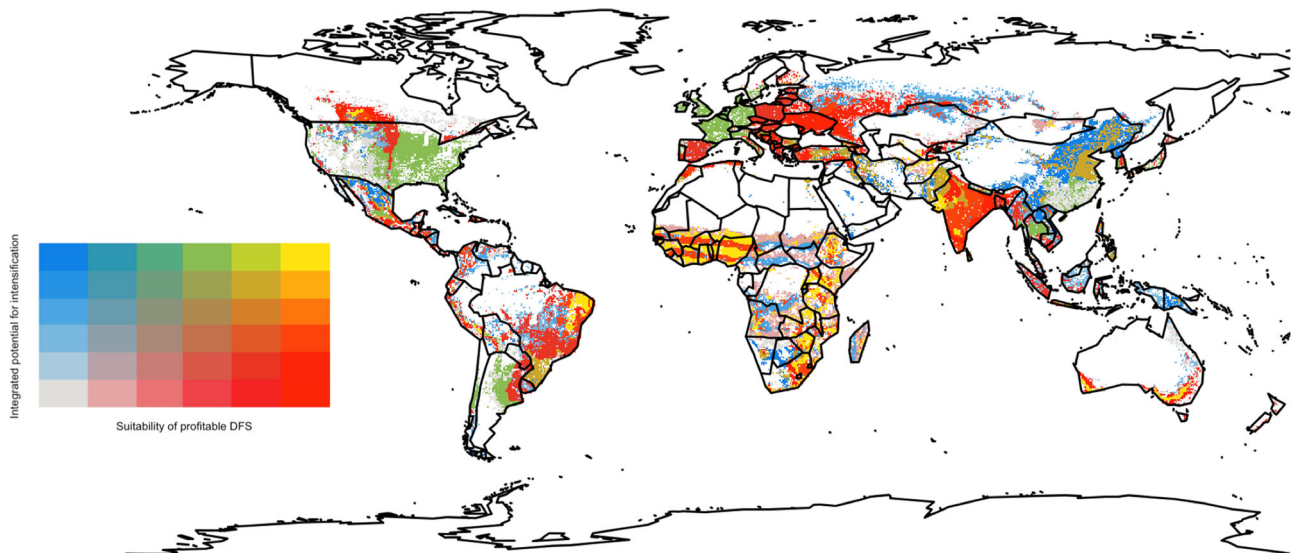 Integrated potential for intensification
Suitability of profitable DFS